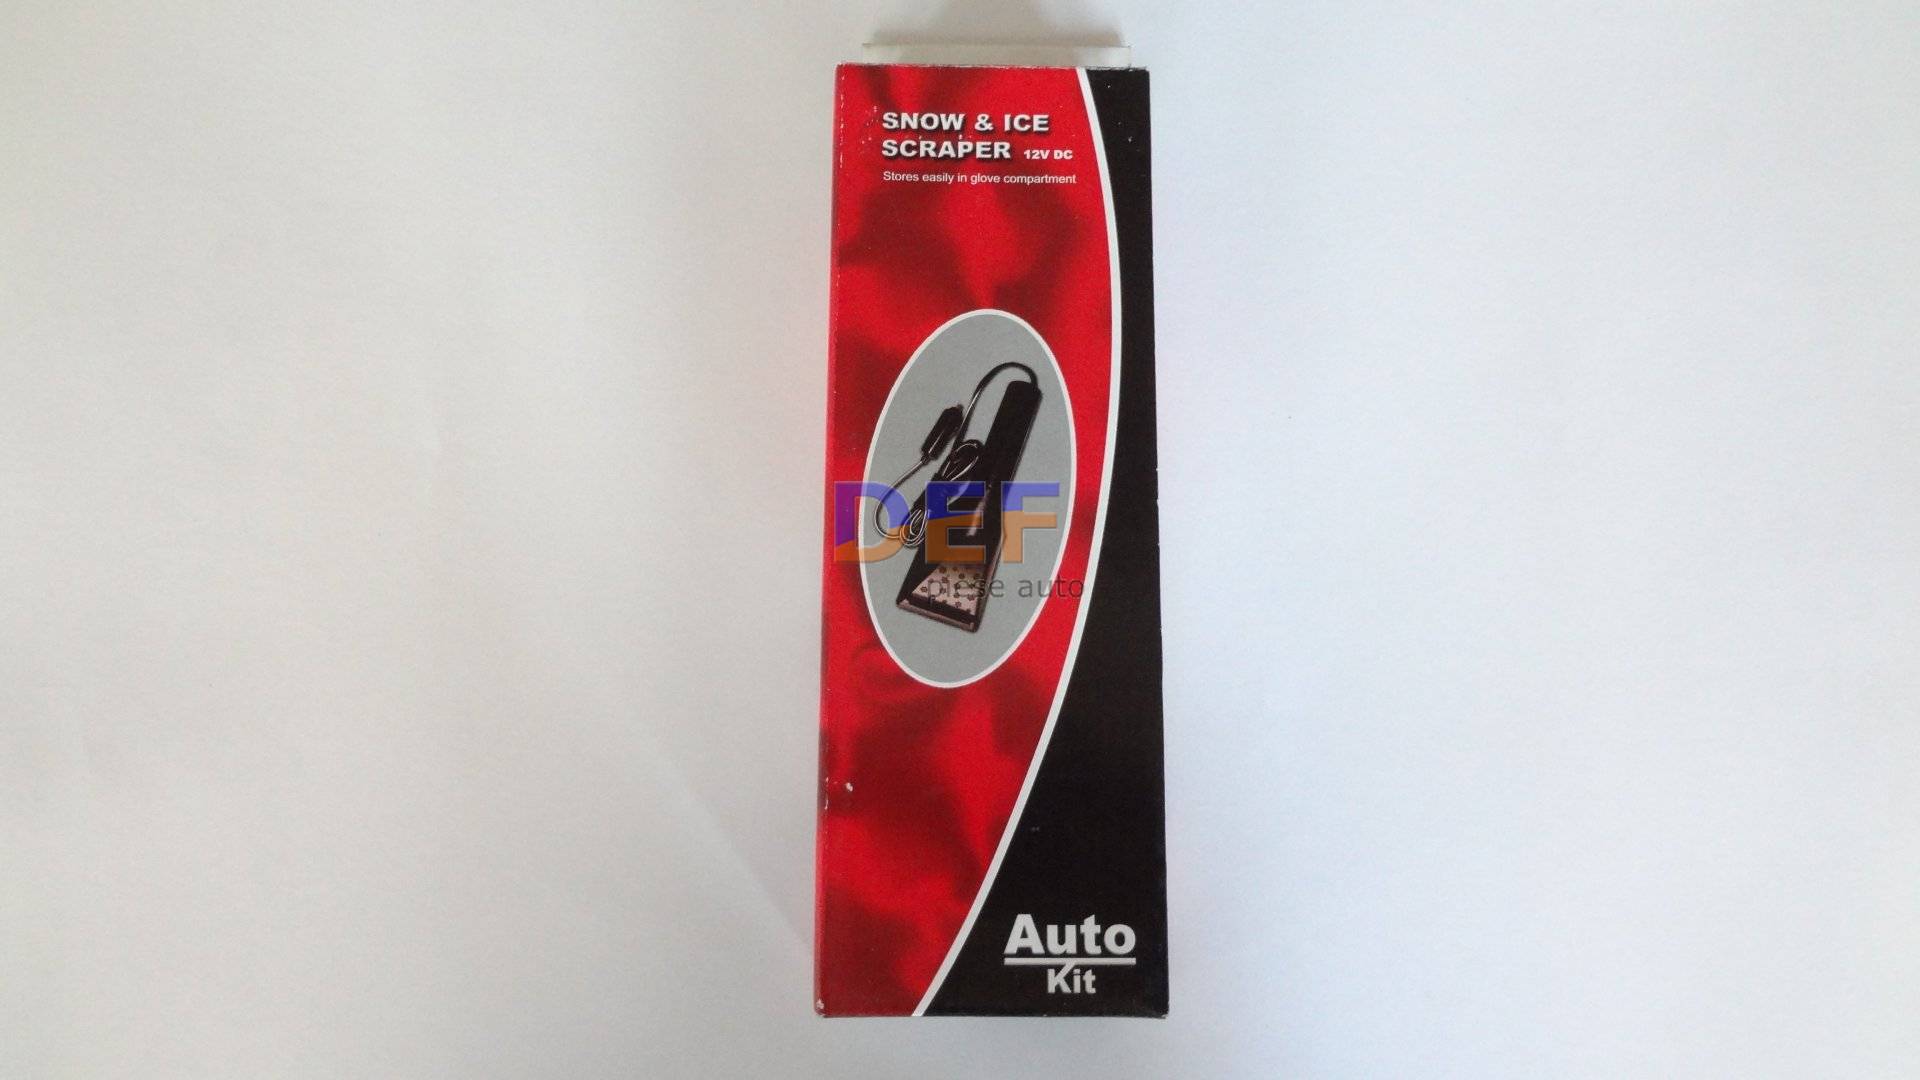 SNOW & ICE
SCRAPER 12V DC
Stores easily in glove compartment
DEF
piese auto
Auto
Kit